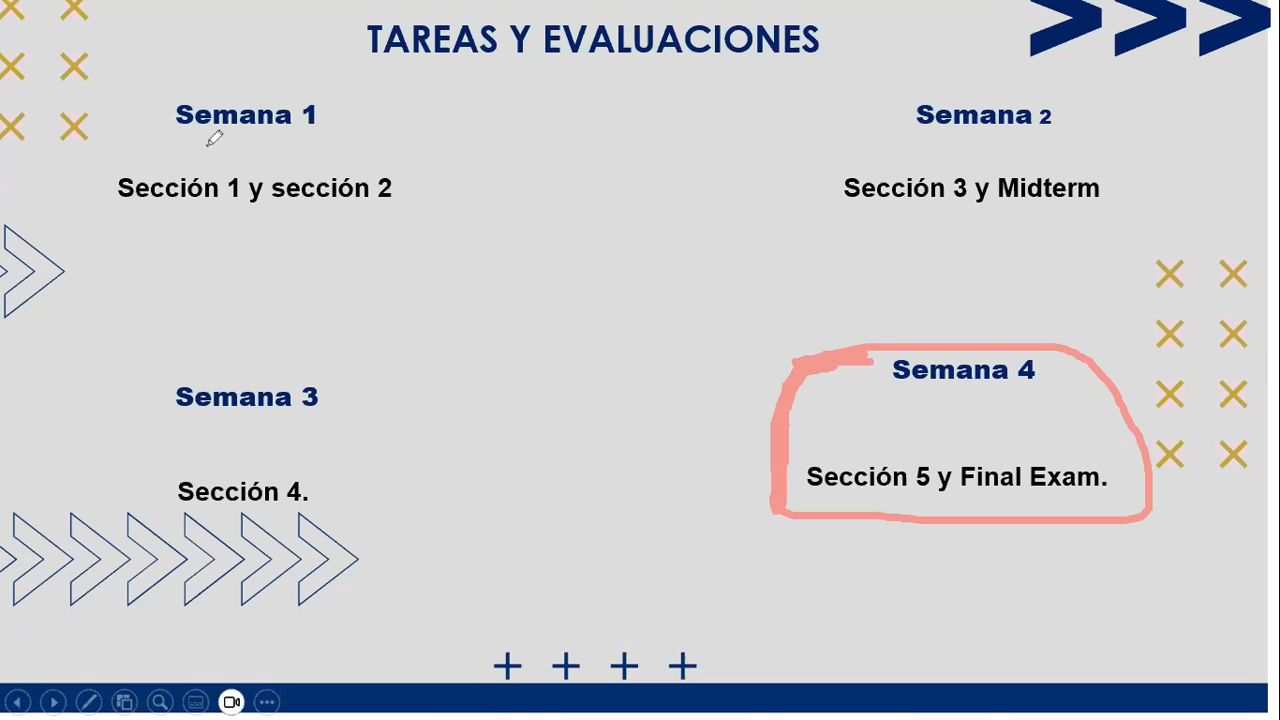 TAREAS Y EVALUACIONES
Semana 1
Sección 1 y sección 2
Semana 2
Sección 3 y Midterm
Semana 3
Sección 4.
Semana 4
Sección 5 y Final Exam.